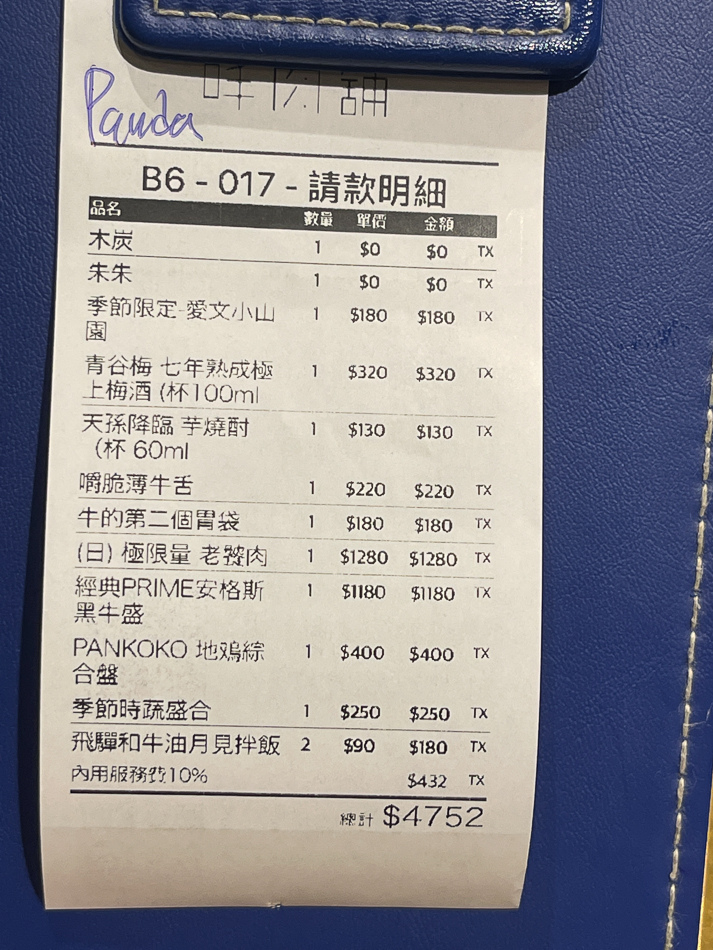 Panda
舖
B6 - 017 - 請款明細
品名 數量 單價 金額
木炭 1 $0 $0 TX
朱朱 1 $0 $0 TX
季節限定-愛文小山 1 $180 $180 TX
園
青谷梅 七年熟成極 1 $320 $320 TX
上梅酒 (杯100ml
天孫降臨 芋燒酎 1 $130 $130 TX
(杯 60ml
嚼脆薄牛舌 1 $220 $220 TX
牛的第二個胃袋 1 $180 $180 TX
(日) 極限量 老饕肉 1 $1280 $1280 TX
經典PRIME安格斯 1 $1180 $1180 TX
黑牛盛
PANKOKO 地鴂綜 1 $400 $400 TX
合盤
季節時蔬盛合 1 $250 $250 TX
飛驒和牛油月見拌飯 2 $90 $180 TX
內用服務費10% $432 TX
總計 $4752